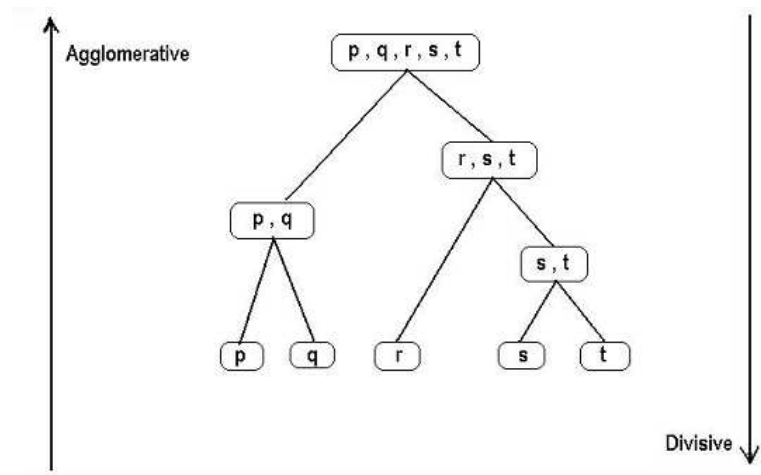 Agglomerative
p , q , r , s , t
r , s , t
p , q
s , t
p
q
r
s
t
Divisive